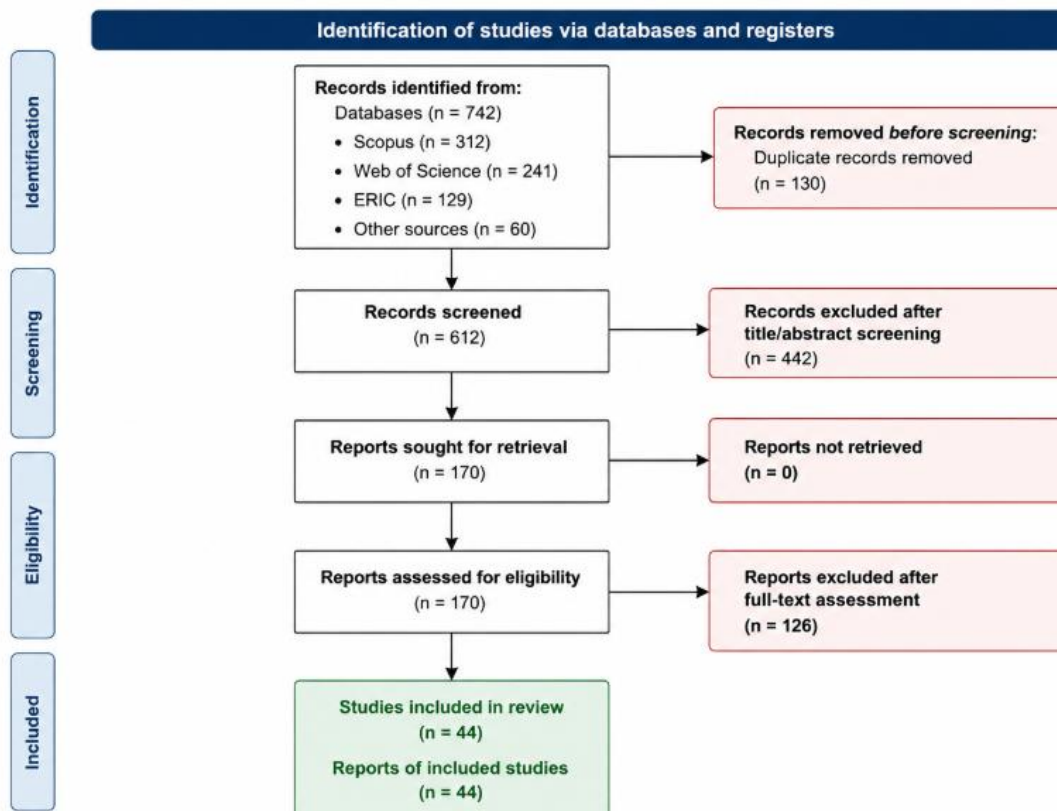 Identification of studies via databases and registers
Identification
Records identified from:
Databases (n = 742)
• Scopus (n = 312)
• Web of Science (n = 241)
• ERIC (n = 129)
• Other sources (n = 60)
Records removed before screening:
Duplicate records removed
(n = 130)
Screening
Records screened
(n = 612)
Records excluded after
title/abstract screening
(n = 442)
Eligibility
Reports sought for retrieval
(n = 170)
Reports not retrieved
(n = 0)
Reports assessed for eligibility
(n = 170)
Reports excluded after
full-text assessment
(n = 126)
Included
Studies included in review
(n = 44)
Reports of included studies
(n = 44)